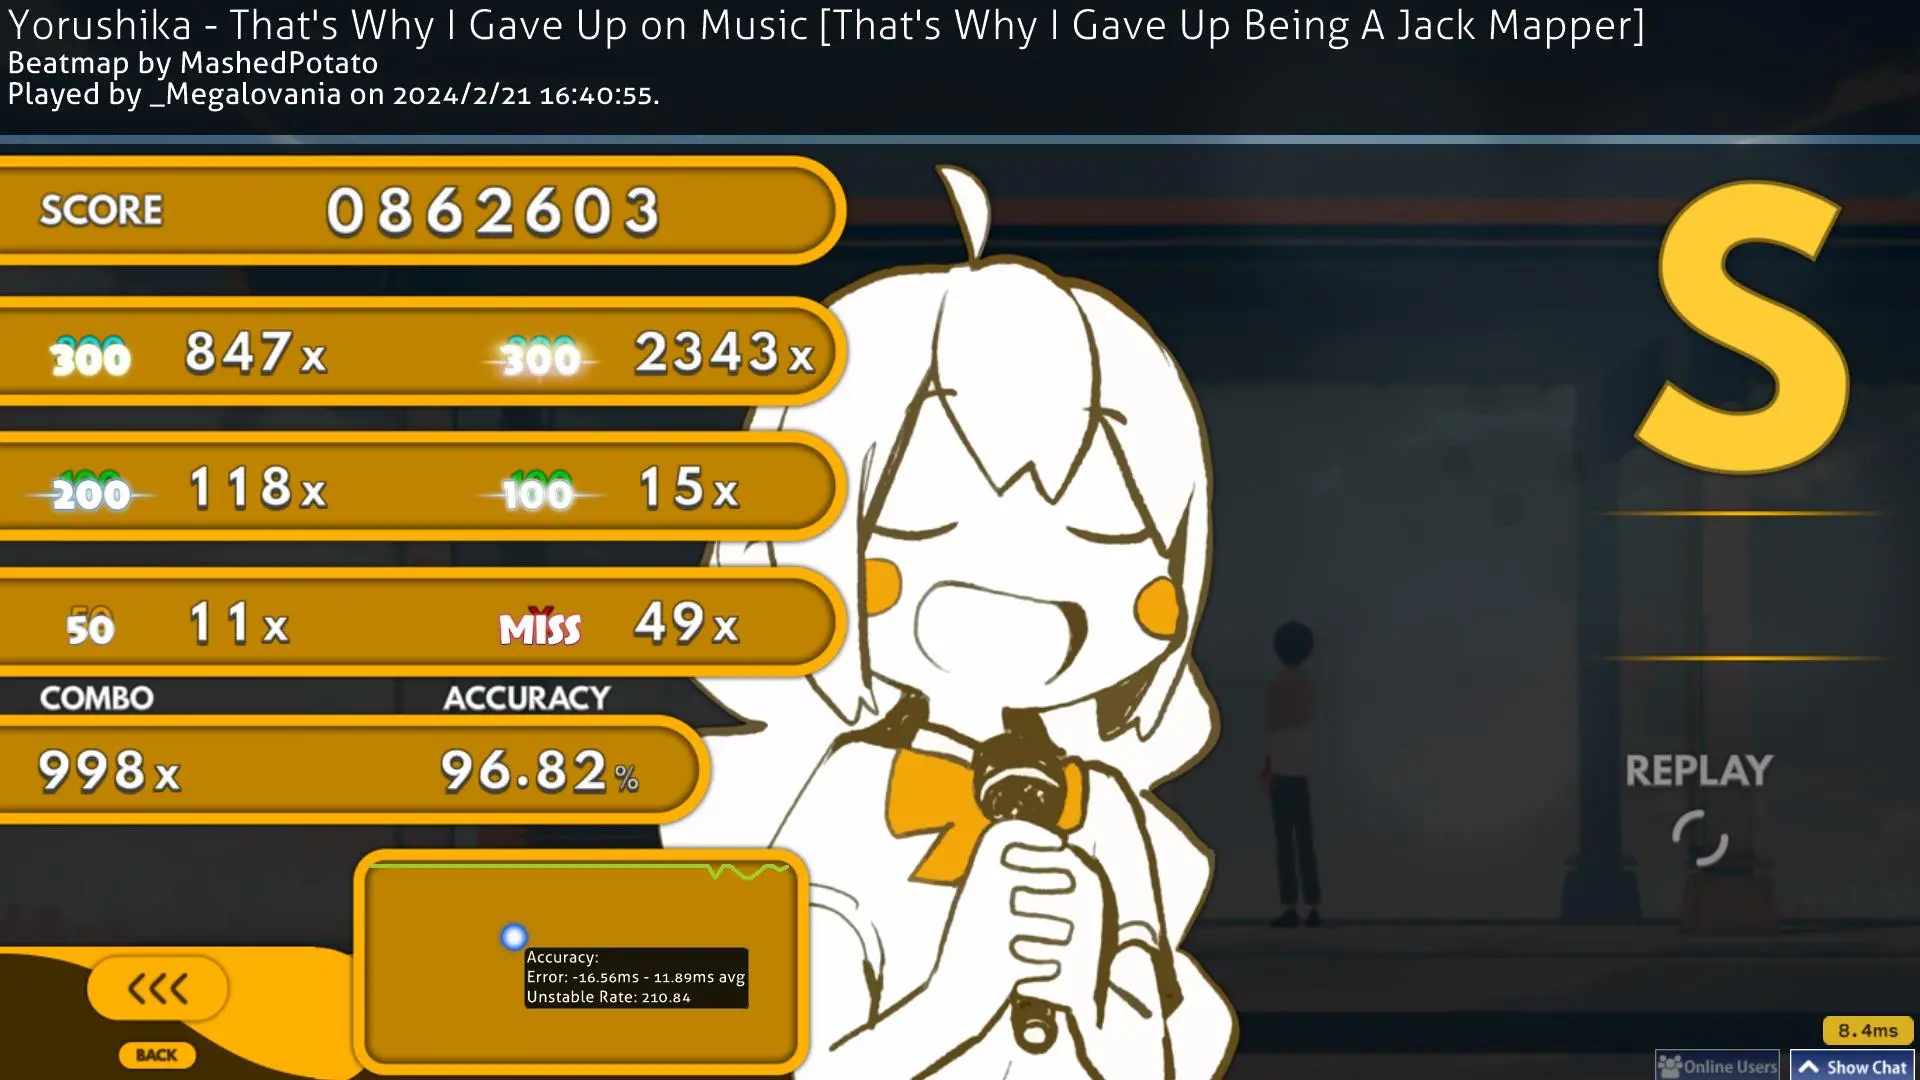 Yorushika - That's Why I Gave Up on Music [That's Why I Gave Up Being A Jack Mapper]
Beatmap by MashedPotato
Played by _Megalovania on 2024/2/21 16:40:55.
SCORE 0862603
300 847x 300 2343x
200 118x 100 15x
50 11x MISS 49x
COMBO ACCURACY
998x 96.82%
S
REPLAY
Accuracy:
Error: -16.56ms - 11.89ms avg
Unstable Rate: 210.84
<<<
BACK
8.4ms
Online Users
Show Chat